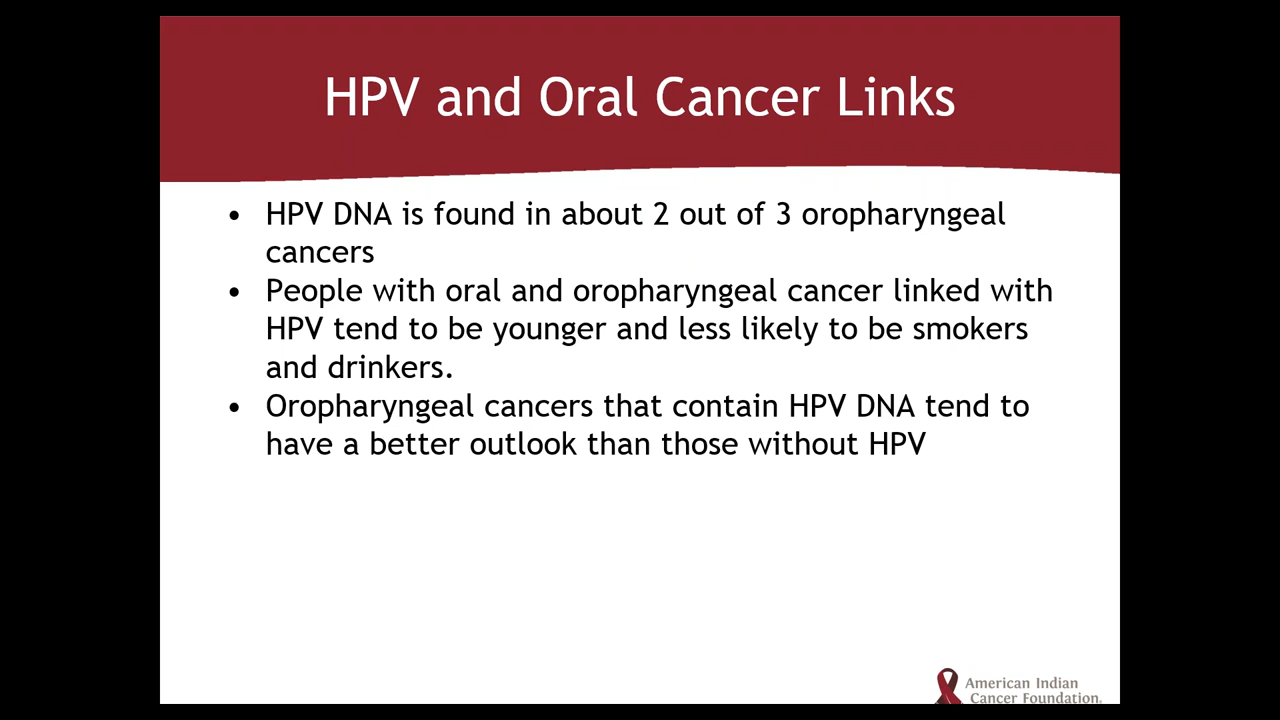 HPV and Oral Cancer Links
• HPV DNA is found in about 2 out of 3 oropharyngeal
cancers
• People with oral and oropharyngeal cancer linked with
HPV tend to be younger and less likely to be smokers
and drinkers.
• Oropharyngeal cancers that contain HPV DNA tend to
have a better outlook than those without HPV
American Indian
Cancer Foundation.